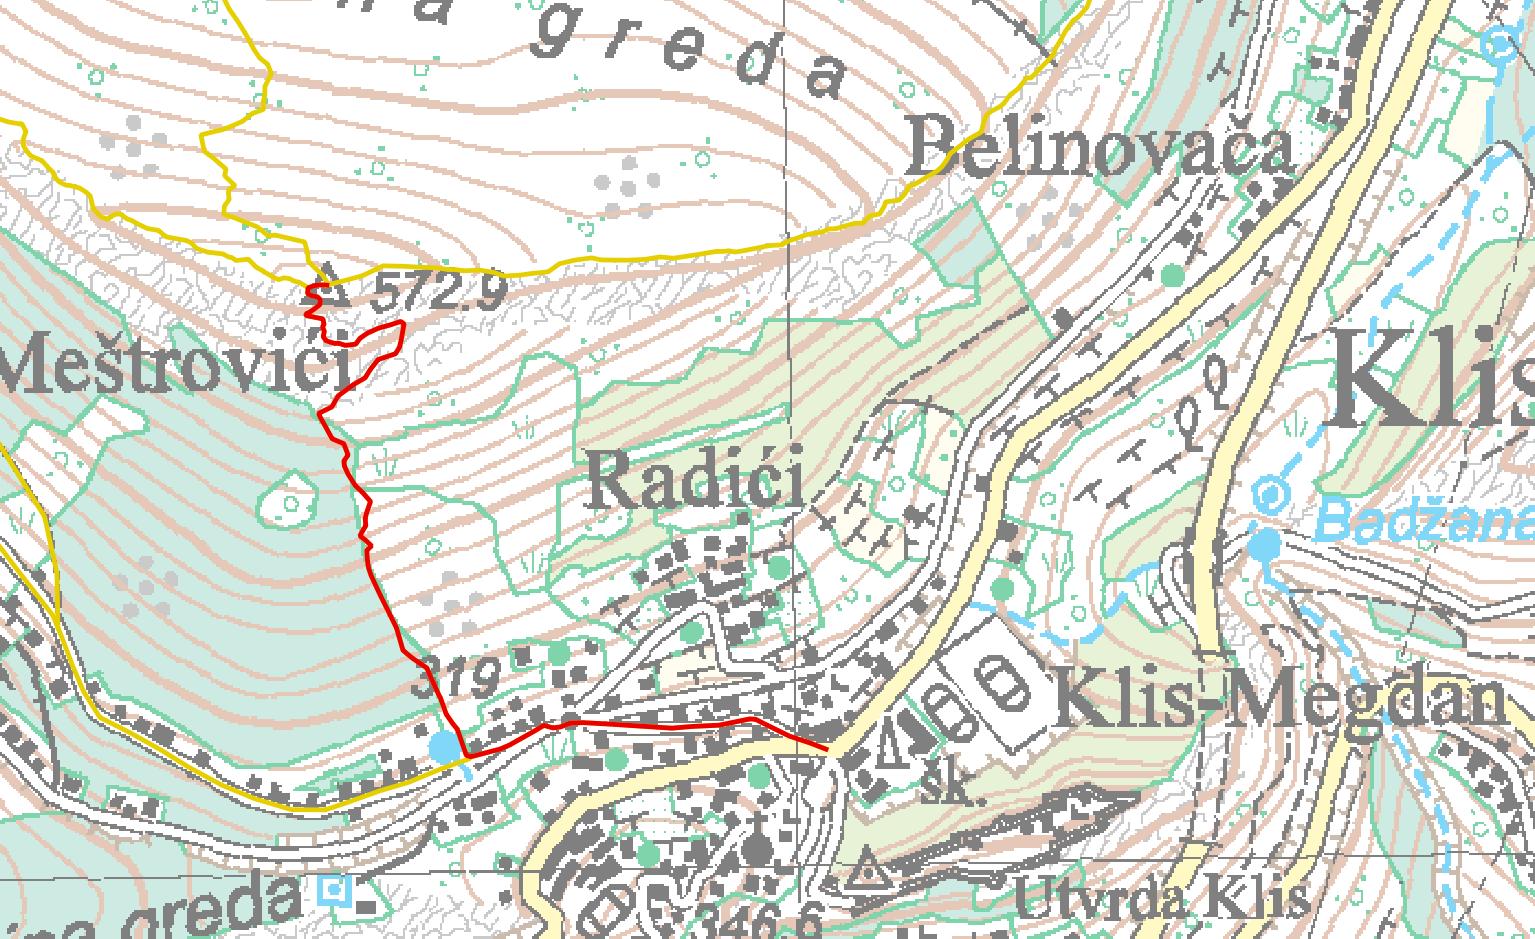 greda
Belinovača
572.9
Meštrovići
Klis
Radići
Badžana
319
Klis-Megdan
šk.
greda
346.6
Utvrda Klis